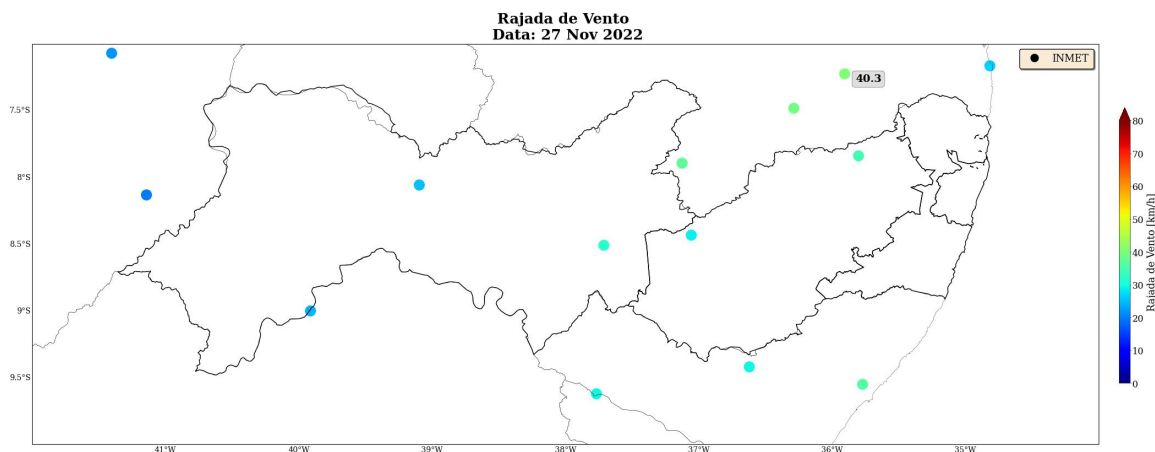 Rajada de Vento
Data: 27 Nov 2022
INMET
40.3
7.5°S
8°S
8.5°S
9°S
9.5°S
41°W
40°W
39°W
38°W
37°W
36°W
35°W
80
70
60
50
40
30
20
10
0
Rajada de Vento [km/h]